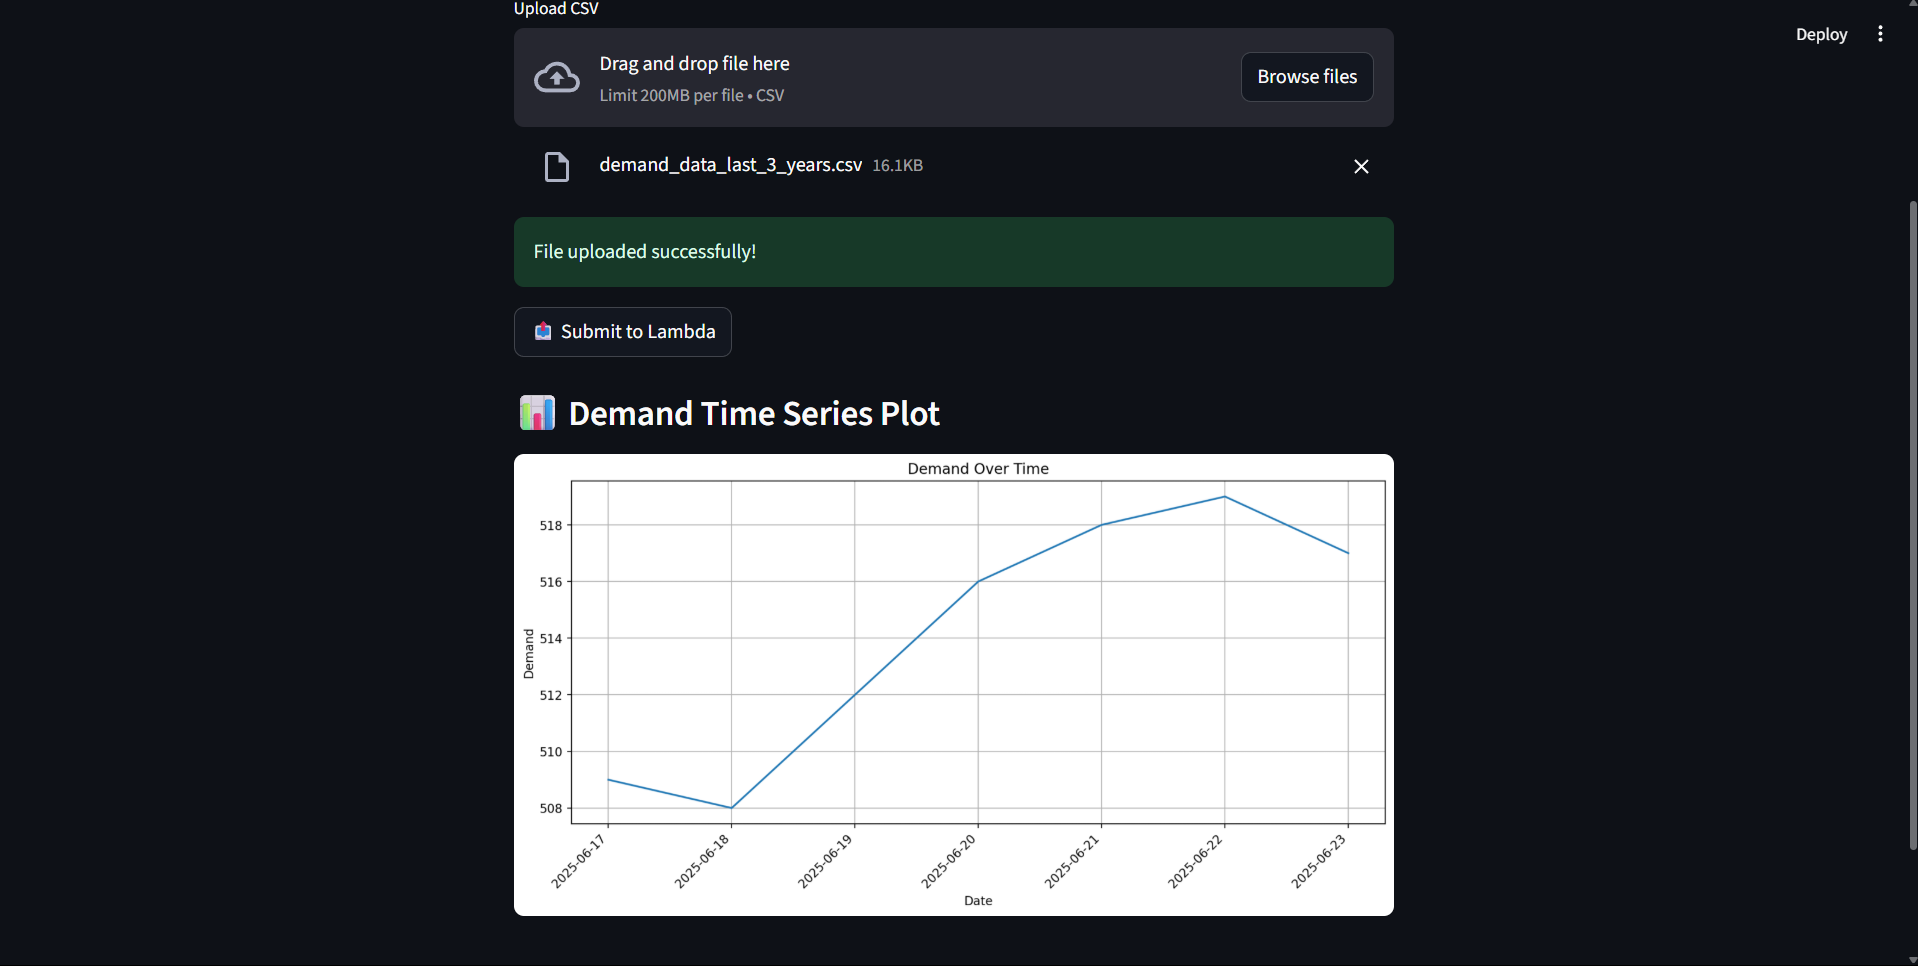 Upload CSV
Deploy
Drag and drop file here
Limit 200MB per file • CSV
Browse files
demand_data_last_3_years.csv 16.1KB
File uploaded successfully!
Submit to Lambda
Demand Time Series Plot
Demand Over Time
518
516
514
512
510
508
Demand
2025-06-17
2025-06-18
2025-06-19
2025-06-20
2025-06-21
2025-06-22
2025-06-23
Date